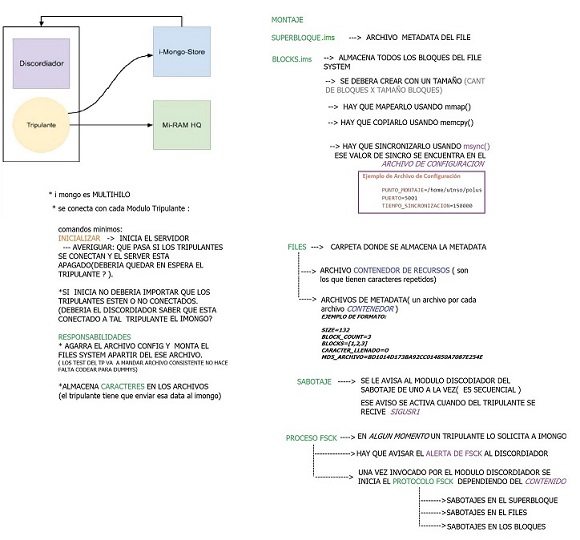 Discordiador
Tripulante
i-Mongo-Store
Mi-RAM HQ
* i mongo es MULTIHILO
* se conecta con cada Modulo Tripulante :
comandos minimos:
INICIALIZAR -> INICIA EL SERVIDOR
--- AVERIGUAR: QUE PASI SI LOS TRIPULANTES
SE CONECTAN Y EL SERVER ESTA
APAGADO(DEBERIA QUEDAR EN ESPERA EL
TRIPULANTE ? ).
*SI INICIA NO DEBERIA IMPORTAR QUE LOS
TRIPULANTES ESTEN O NO CONECTADOS.
(DEBERIA EL DISCORDIADOR SABER QUE ESTA
CONECTADO A TAL TRIPULANTE EL IMONGO?
RESPONSABILIDADES
* AGARRA EL ARCHIVO CONFIG Y MONTA EL
FILES SYSTEM APARTIR DEL ESE ARCHIVO.
( LOS TEST DEL TP VA A MANDAR ARCHIVO CONSISTENTE NO HACE
FALTA CODEAR PARA DUMMYS)
*ALMACENA CARACTERES EN LOS ARCHIVOS
(el tripulante tiene que enviar esa data al imongo)
MONTAJE
SUPERBLOQUE.ims ---> ARCHIVO METADATA DEL FILE
BLOCKS.ims --> ALMACENA TODOS LOS BLOQUES DEL FILE
SYSTEM
--> SE DEBERA CREAR CON UN TAMAÑO (CANT
DE BLOQUES X TAMAÑO BLOQUES)
--> HAY QUE MAPEARLO USANDO mmap()
--> HAY QUE COPIARLO USANDO memcpy()
--> HAY QUE SINCRONIZARLO USANDO msync()
ESE VALOR DE SINCRO SE ENCUENTRA EN EL
ARCHIVO DE CONFIGURACION
Ejemplo de Archivo de Configuración
PUNTO_MONTAJE=/home/utnso/polus
PUERTO=5001
TIEMPO_SINCRONIZACION=150000
FILES ---> CARPETA DONDE SE ALMACENA LA METADATA
----> ARCHIVO CONTENEDOR DE RECURSOS ( son
los que tienen caracteres repetidos)
----> ARCHIVOS DE METADATA( un archivo por cada
archivo CONTENEDOR )
EJEMPLO DE FORMATO:
SIZE=132
BLOCK_COUNT=3
BLOCKS=[1,2,3]
CARACTER_LLENADO=O
MD5_ARCHIVO=BD1014D173BA92CC014850A7087E254E
SABOTAJE -----> SE LE AVISA AL MODULO DISCODIADOR DEL
SABOTAJE DE UNO A LA VEZ( ES SECUENCIAL )
ESE AVISO SE ACTIVA CUANDO DEL TRIPULANTE SE
RECIVE SIGUSR1
PROCESO FSCK ----> EN ALGUN MOMENTO UN TRIPULANTE LO SOLICITA A IMONGO
---->HAY QUE AVISAR EL ALERTA DE FSCK AL DISCORDIADOR
UNA VEZ INVOCADO POR EL MODULO DISCORDIADOR SE
INICIA EL PROTOCOLO FSCK DEPENDIENDO DEL CONTENIDO
---->SABOTAJES EN EL SUPERBLOQUE
---->SABOTAJES EN EL FILES
---->SABOTAJES EN LOS BLOQUES